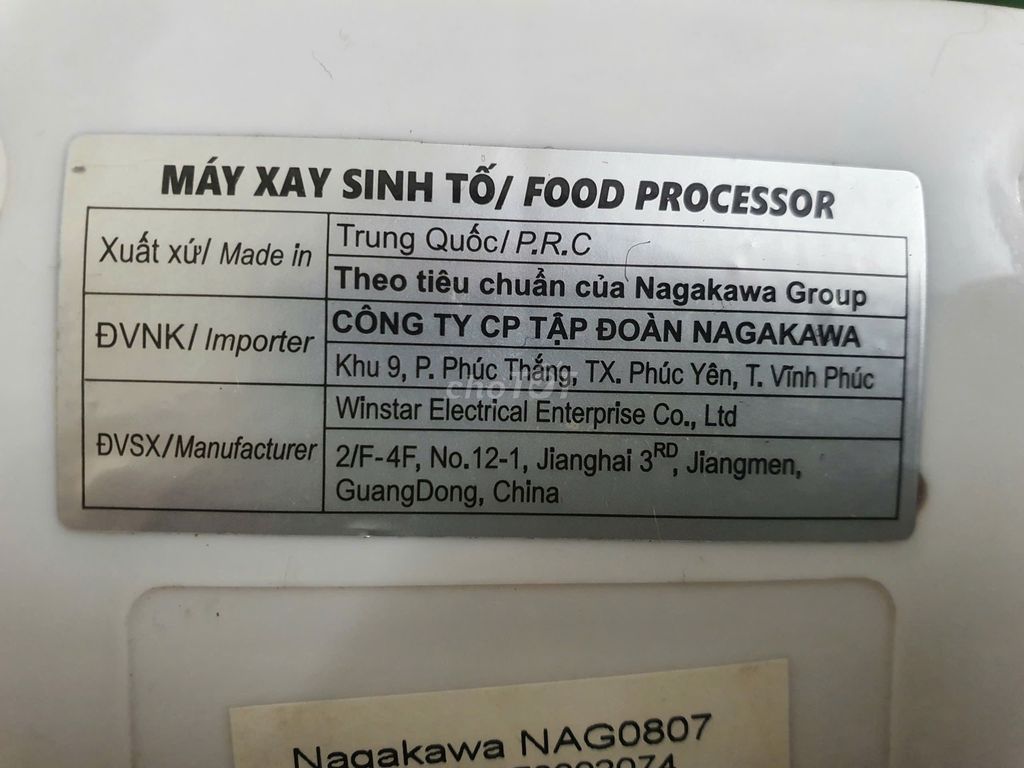 MÁY XAY SINH TỐ/ FOOD PROCESSOR
Xuất xứ/ Made in
Trung Quốc/ P.R.C
Theo tiêu chuẩn của Nagakawa Group
ĐVNK/ Importer
CÔNG TY CP TẬP ĐOÀN NAGAKAWA
Khu 9, P. Phúc Thắng, TX. Phúc Yên, T. Vĩnh Phúc
ĐVSX/Manufacturer
Winstar Electrical Enterprise Co., Ltd
2/F-4F, No.12-1, Jianghai 3RD, Jiangmen,
GuangDong, China
choTỐT
Nagakawa NAG0807